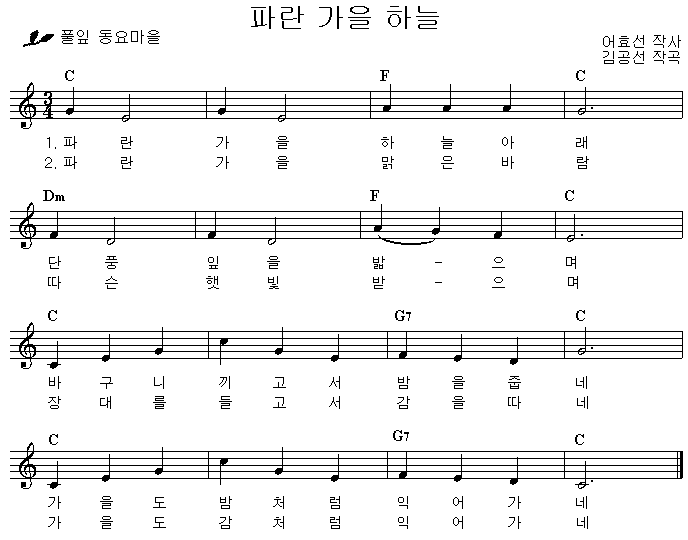 파란 가을 하늘
풀잎 동요마을
어효선 작사
김공선 작곡
C F C
3
4
1. 파 란 가 을 하 늘 아 래
2. 파 란 가 을 맑 은 바 람
Dm F C
단 풍 잎 을 밟 - 으 며
따 슨 햇 빛 받 - 으 며
C G7 C
바 구 니 끼 고 서 밤 을 줍 네
장 대 를 들 고 서 감 을 따 네
C G7 C
가 을 도 밤 처 럼 익 어 가 네
가 을 도 감 처 럼 익 어 가 네